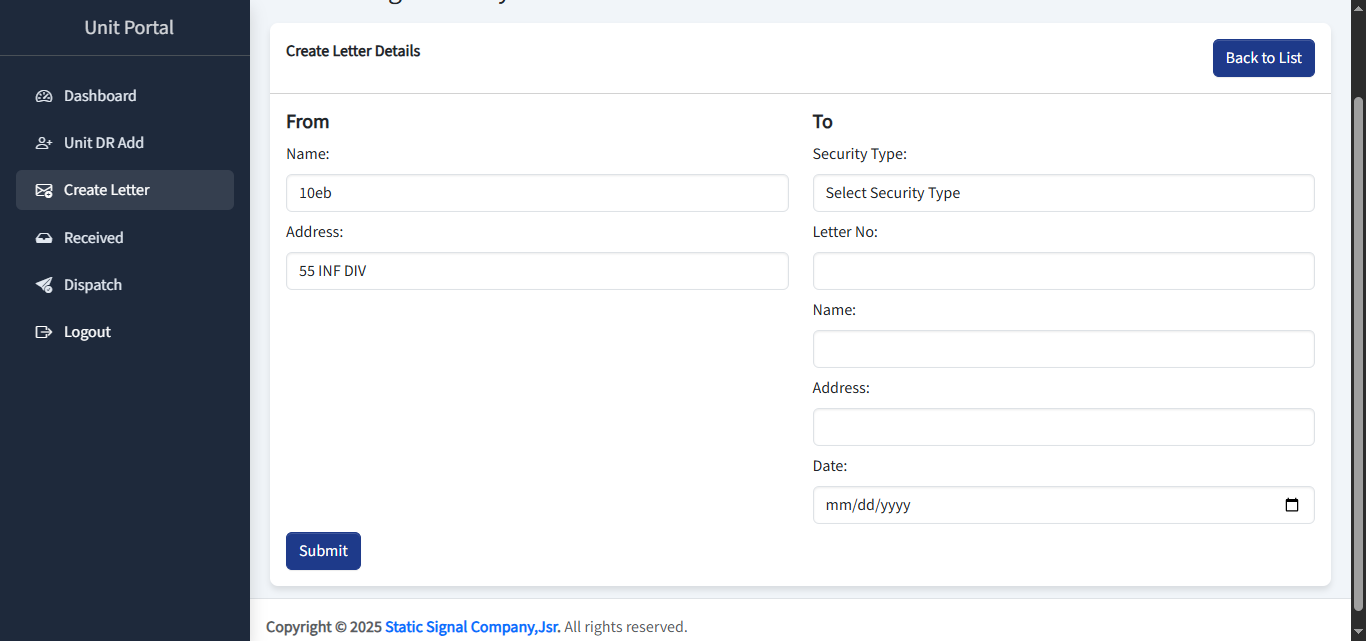 Unit Portal
Dashboard
Unit DR Add
Create Letter
Received
Dispatch
Logout
Create Letter Details
Back to List
From
Name:
10eb
Address:
55 INF DIV
To
Security Type:
Select Security Type
Letter No:
Name:
Address:
Date:
mm/dd/yyyy
Submit
Copyright © 2025 Static Signal Company,Jsr. All rights reserved.